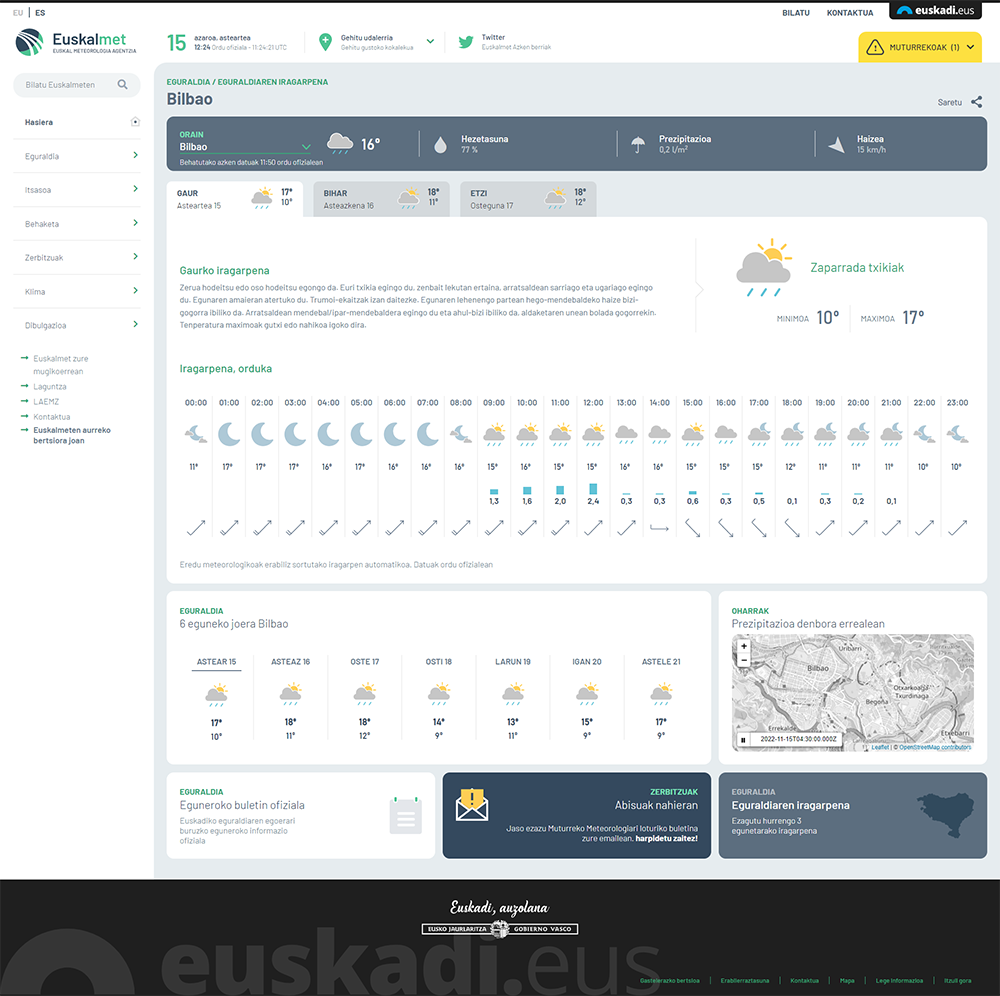 EU | ES
BILATU
KONTAKTUA
euskadi.eus
Euskalmet
EUSKAL METEOROLOGIA AGENTZIA
15
azaroa, asteartea
12:24 Ordu ofiziala - 11:24:21 UTC
Gehitu udalerria
Gehitu gustoko kokalekua
Twitter
Euskalmet Azken berriak
MUTURREKOAK (1)
Bilatu Euskalmeten
Hasiera
Eguraldia
Itsasoa
Behaketa
Zerbitzuak
Klima
Dibulgazioa
Euskalmet zure
mugikoerrean
Laguntza
LAEMZ
Kontaktua
Euskalmeten aurreko
bertsiora joan
EGURALDIA / EGURALDIAREN IRAGARPENA
Bilbao
Saretu
ORAIN
Bilbao
Behatutako azken datuak 11:50 ordu ofizialean
16°
Hezetasuna
77 %
Prezipitazioa
0,2 l/m²
Haizea
15 km/h
GAUR
Asteartea 15
17°
10°
BIHAR
Asteazkena 16
18°
11°
ETZI
Osteguna 17
18°
12°
Gaurko iragarpena
Zerua hodeitsu edo oso hodeitsu egongo da. Euri txikia egingo du, zenbait lekutan ertaina, arratsaldean sarriago eta ugariago egingo
du. Egunaren amaieran atertuko du. Trumoi-ekaitzak izan daitezke. Egunaren lehenengo partean hego-mendebaldeko haize bizi-
gogorra ibiliko da. Arratsaldean mendebal/ipar-mendebaldera egingo du eta ahul-bizi ibiliko da, aldaketaren unean bolada gogorrekin.
Tenperatura maximoak gutxi edo nahikoa igoko dira.
Zaparrada txikiak
MINIMOA 10°
MAXIMOA 17°
Iragarpena, orduka
00:00 01:00 02:00 03:00 04:00 05:00 06:00 07:00 08:00 09:00 10:00 11:00 12:00 13:00 14:00 15:00 16:00 17:00 18:00 19:00 20:00 21:00 22:00 23:00
11° 17° 17° 17° 16° 17° 16° 16° 16° 15° 16° 15° 15° 16° 16° 15° 15° 15° 12° 11° 11° 11° 10° 10°
1,3 1,6 2,0 2,4 0,3 0,3 0,6 0,3 0,5 0,1 0,3 0,2 0,1
Eredu meteorologikoak erabiliz sortutako iragarpen automatikoa. Datuak ordu ofizialean
EGURALDIA
6 eguneko joera Bilbao
ASTEAR 15 ASTEAZ 16 OSTE 17 OSTI 18 LARUN 19 IGAN 20 ASTELE 21
17° 18° 18° 14° 13° 15° 17°
10° 11° 12° 9° 11° 9° 9°
OHARRAK
Prezipitazioa denbora errealean
+
−
Uribarri
Bilbao
Otxarkoaga
Txurdinaga
Begoña
Errekalde
Etxebarri
2022-11-15T04:30:00.000Z
Leaflet | © OpenStreetMap contributors
EGURALDIA
Eguneroko buletin ofiziala
Euskadiko eguraldiaren egoerari
buruzko eguneroko informazio
ofiziala
ZERBITZUAK
Abisuak nahieran
Jaso ezazu Muturreko Meteorologiari loturiko buletina
zure emailean. harpidetu zaitez!
EGURALDIA
Eguraldiaren iragarpena
Ezagutu hurrengo 3
egunetarako iragarpena
Euskadi, auzolana
EUSKO JAURLARITZA GOBIERNO VASCO
euskadi.eus
Gaztelerazko bertsioa | Erabilerraztasuna | Kontaktua | Mapa | Lege informazioa | Itzuli gora